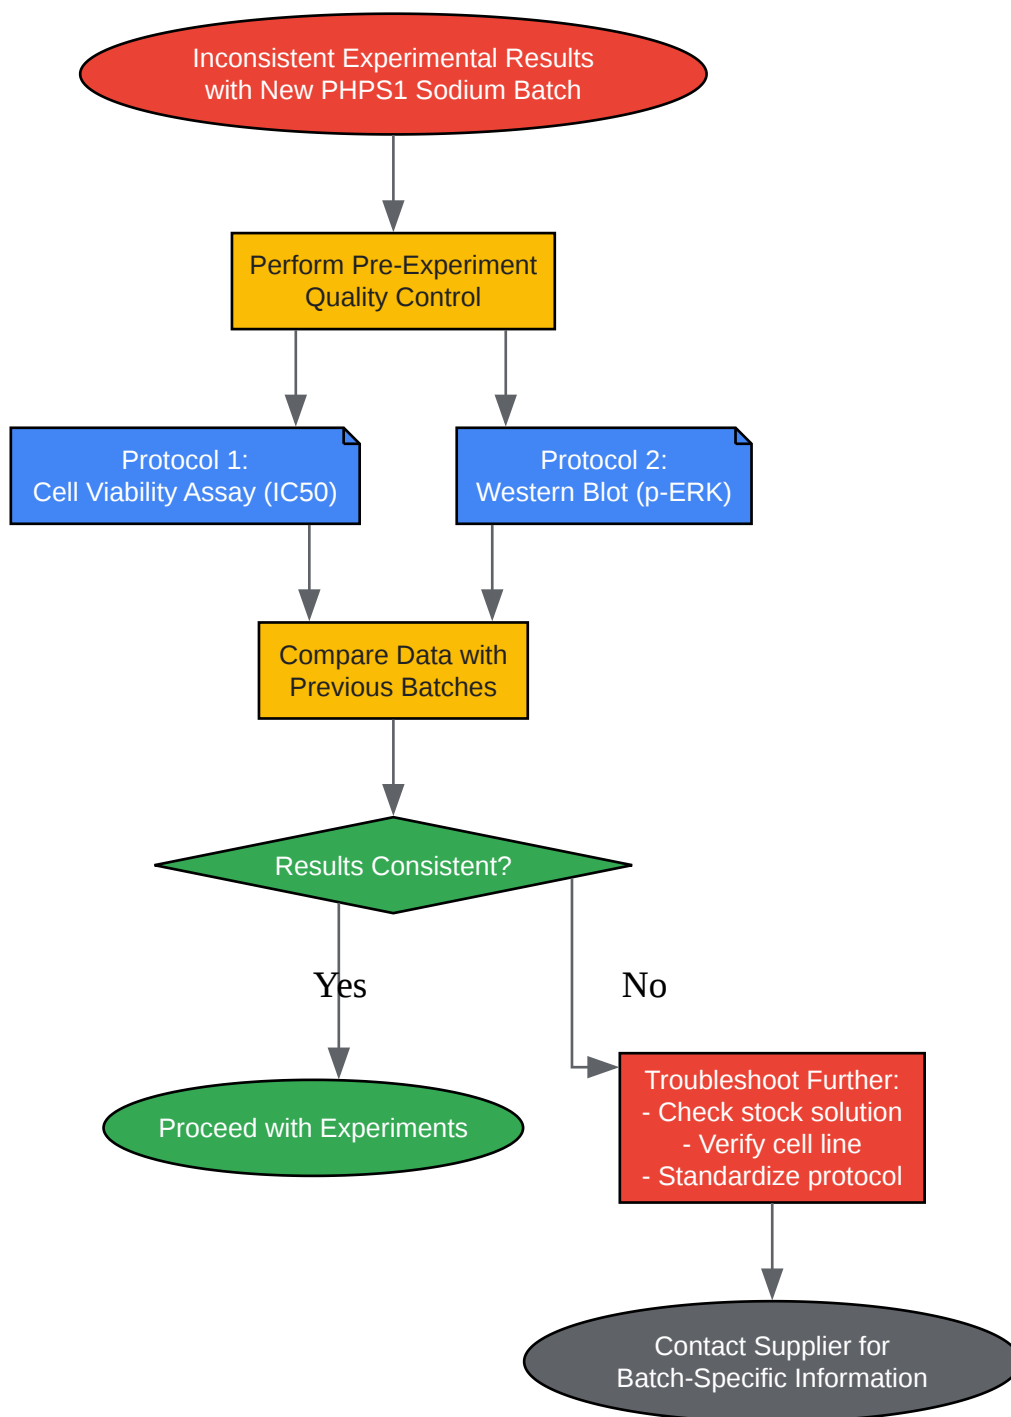 Inconsistent Experimental Results
with New PHPS1 Sodium Batch
Perform Pre-Experiment
Quality Control
Protocol 1:
Cell Viability Assay (IC50)
Protocol 2:
Western Blot (p-ERK)
Compare Data with
Previous Batches
Results Consistent?
Yes
No
Proceed with Experiments
Troubleshoot Further:
- Check stock solution
- Verify cell line
- Standardize protocol
Contact Supplier for
Batch-Specific Information